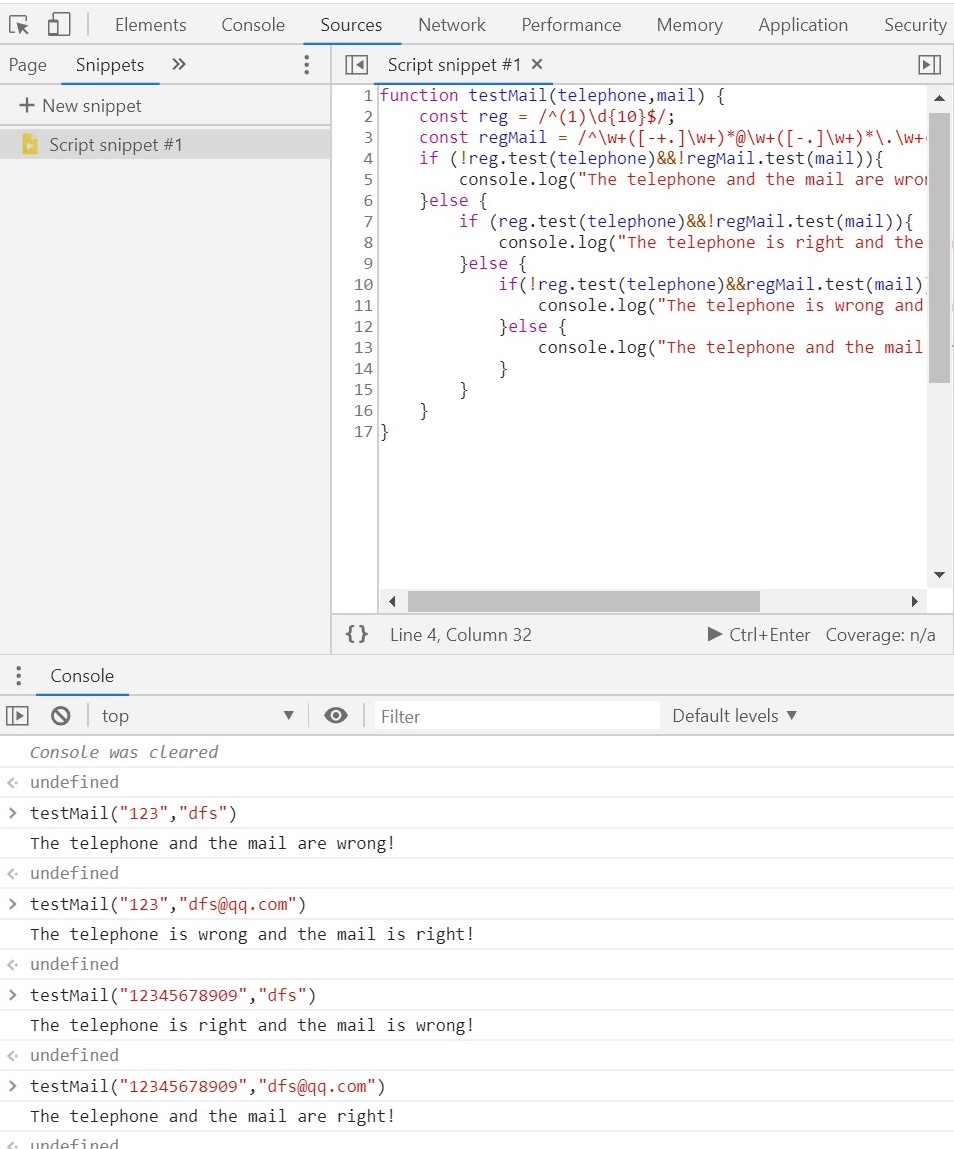 Elements Console Sources Network Performance Memory Application Security
Page Snippets » Script snippet #1 ×
+ New snippet
Script snippet #1
1 function testMail(telephone,mail) {
2 const reg = /^(1)\d{10}$/;
3 const regMail = /^\w+([-+.]\w+)*@\w+([-.]\w+)*\.\w+
4 if (!reg.test(telephone)&&!regMail.test(mail)){
5 console.log("The telephone and the mail are
6 }else {
7 if (reg.test(telephone)&&!regMail.test(mail)){
8 console.log("The telephone is right and the
9 }else {
10 if(!reg.test(telephone)&&regMail.test(mail)
11 console.log("The telephone is wrong and
12 }else {
13 console.log("The telephone and the mail
14 }
15 }
16 }
17 }
{} Line 4, Column 32 ▶ Ctrl+Enter Coverage: n/a
Console
top ▼ Filter Default levels ▼
Console was cleared
undefined
> testMail("123","dfs")
The telephone and the mail are wrong!
undefined
> testMail("123","dfs@qq.com")
The telephone is wrong and the mail is right!
undefined
> testMail("12345678909","dfs")
The telephone is right and the mail is wrong!
undefined
> testMail("12345678909","dfs@qq.com")
The telephone and the mail are right!
undefined